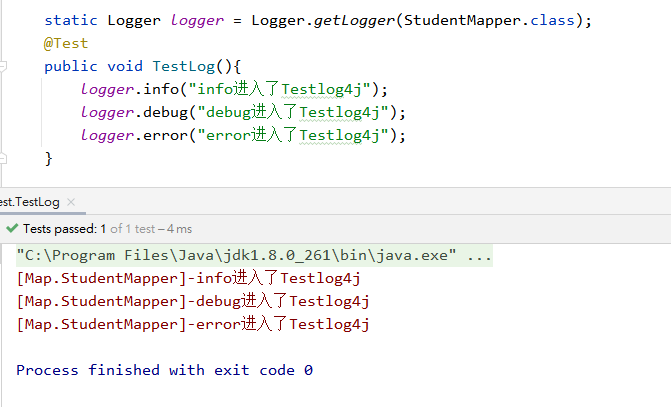 static Logger logger = Logger.getLogger(StudentMapper.class);
@Test
public void TestLog(){
logger.info("info进入了Testlog4j");
logger.debug("debug进入了Testlog4j");
logger.error("error进入了Testlog4j");
}
est.TestLog ×
Tests passed: 1 of 1 test – 4 ms
"C:\Program Files\Java\jdk1.8.0_261\bin\java.exe" ...
[Map.StudentMapper]-info进入了Testlog4j
[Map.StudentMapper]-debug进入了Testlog4j
[Map.StudentMapper]-error进入了Testlog4j
Process finished with exit code 0